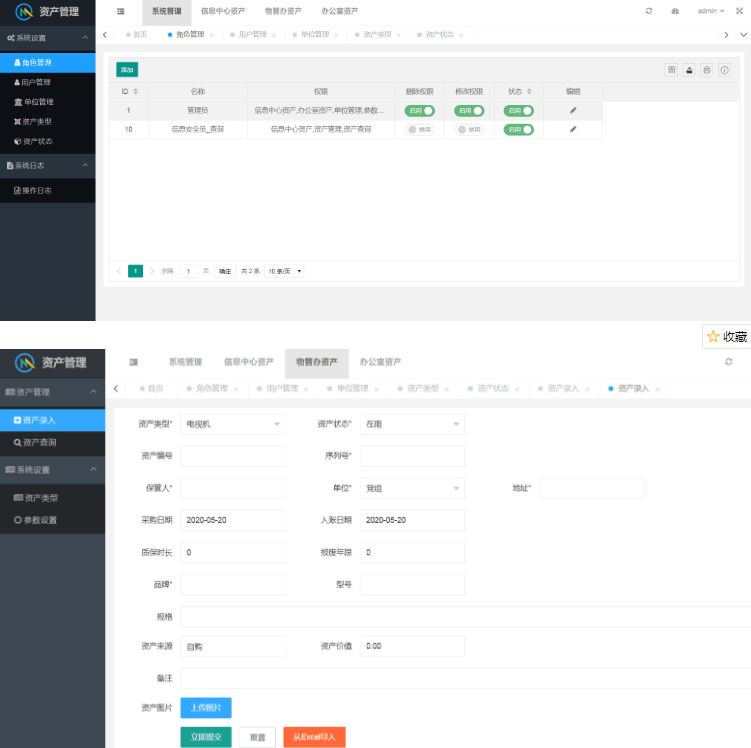 资产管理 系统管理 信息中心资产 物管办资产 办公室资产 admin
系统设置 首页 角色管理 用户管理 单位管理 资产类型 资产状态
角色管理
用户管理
单位管理
资产类型
资产状态
系统日志
操作日志
添加
ID 名称 权限 删除权限 修改权限 状态 编辑
1 管理员 信息中心资产,办公室资产,单位管理,参数... 启用 启用 启用
10 信息安全员_查询 信息中心资产,资产管理,资产查询 禁用 禁用 启用
1 到第 1 页 确定 共 2 条 10 条/页
收藏
资产管理 系统管理 信息中心资产 物管办资产 办公室资产
资产管理 首页 角色管理 用户管理 单位管理 资产类型 资产状态 资产录入 资产录入
资产录入
资产查询
系统设置
资产类型
参数设置
资产类型* 电视机 资产状态* 在用
资产编号 序列号*
保管人* 单位* 党组 地址*
采购日期 2020-05-20 入账日期 2020-05-20
质保时长 0 报废年限 0
品牌* 型号
规格
资产来源 自购 资产价值 0.00
备注
资产图片 上传图片
立即提交 重置 从Excel导入